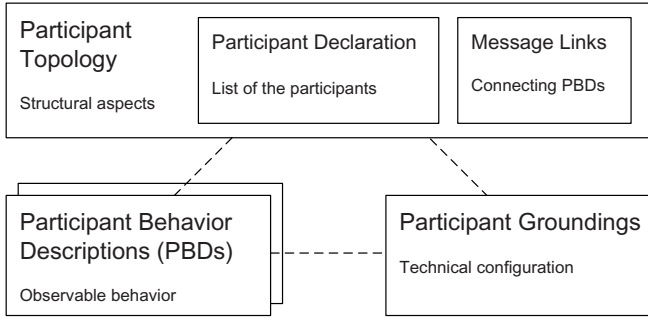 Participant
Topology
Structural aspects
Participant Declaration
List of the participants
Message Links
Connecting PBDs
Participant Behavior
Descriptions (PBDs)
Observable behavior
Participant Groundings
Technical configuration